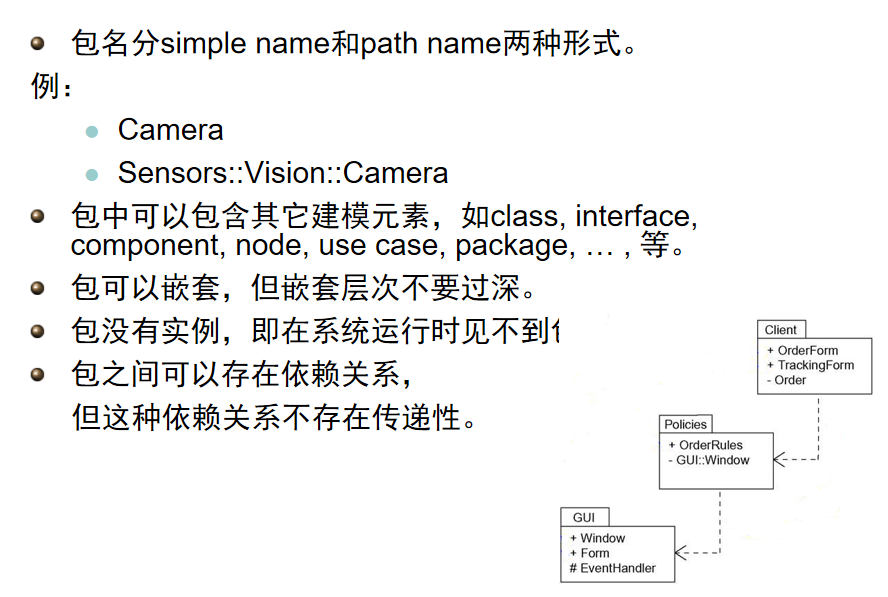 包名分simple name和path name两种形式。
例：
Camera
Sensors::Vision::Camera
包中可以包含其它建模元素，如class, interface,
component, node, use case, package, … , 等。
包可以嵌套，但嵌套层次不要过深。
包没有实例，即在系统运行时见不到
包之间可以存在依赖关系，
但这种依赖关系不存在传递性。
Client
+ OrderForm
+ TrackingForm
- Order
Policies
+ OrderRules
- GUI::Window
GUI
+ Window
+ Form
# EventHandler